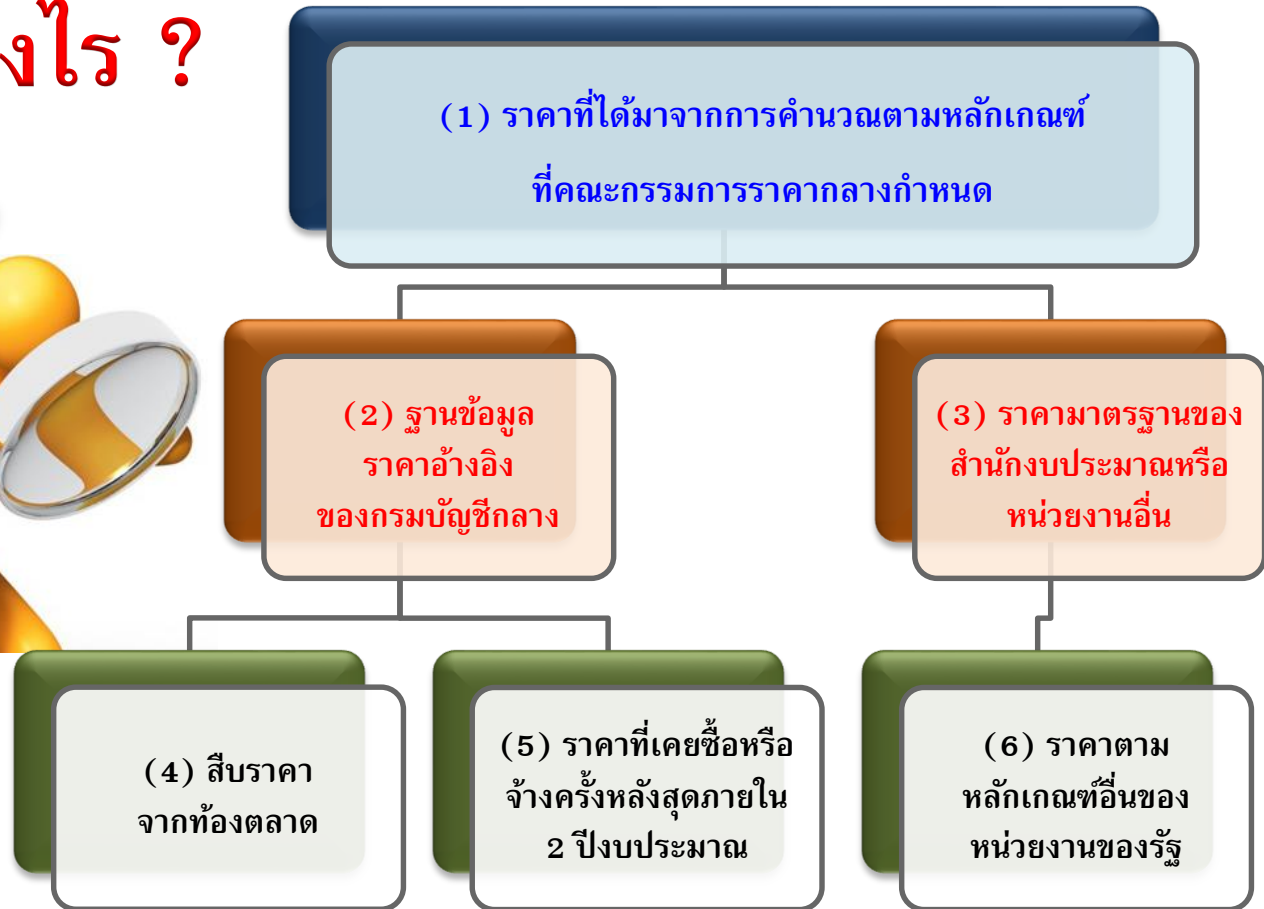 งไร ?
(1) ราคาที่ได้มาจากการคำนวณตามหลักเกณฑ์
ที่คณะกรรมการราคากลางกำหนด
(2) ฐานข้อมูล
ราคาอ้างอิง
ของกรมบัญชีกลาง
(3) ราคามาตรฐานของ
สำนักงบประมาณหรือ
หน่วยงานอื่น
(4) สืบราคา
จากท้องตลาด
(5) ราคาที่เคยซื้อหรือ
จ้างครั้งหลังสุดภายใน
2 ปีงบประมาณ
(6) ราคาตาม
หลักเกณฑ์อื่นของ
หน่วยงานของรัฐ